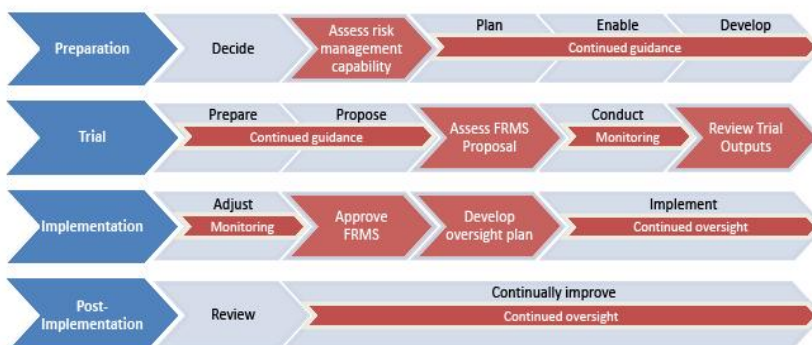 Preparation
Decide
Assess risk
management
capability
Plan
Enable
Develop
Continued guidance
Trial
Prepare
Propose
Continued guidance
Assess FRMS
Proposal
Conduct
Monitoring
Review Trial
Outputs
Implementation
Adjust
Monitoring
Approve
FRMS
Develop
oversight plan
Implement
Continued oversight
Post-
Implementation
Review
Continually improve
Continued oversight